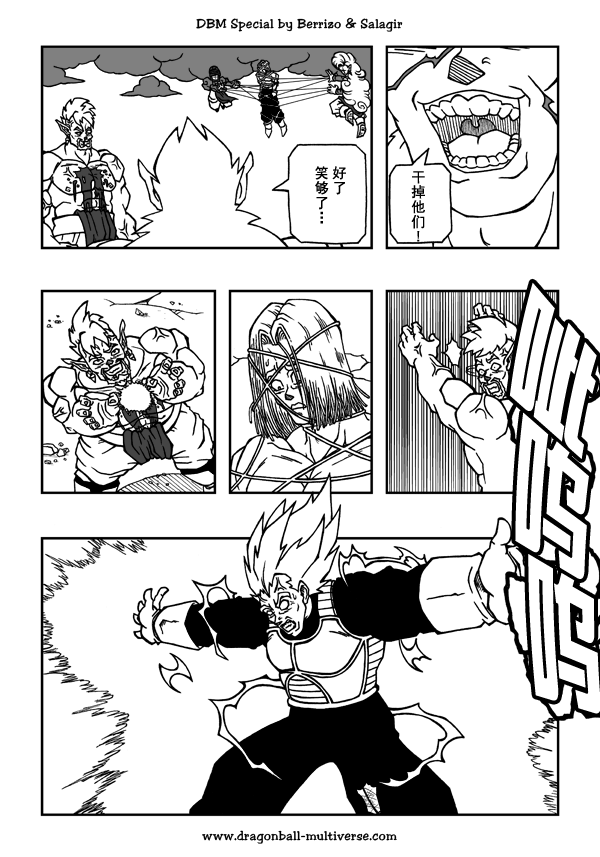 DBM Special by Berrizo & Salagir
好了
笑够了…
干掉他们！
www.dragonball-multiverse.com